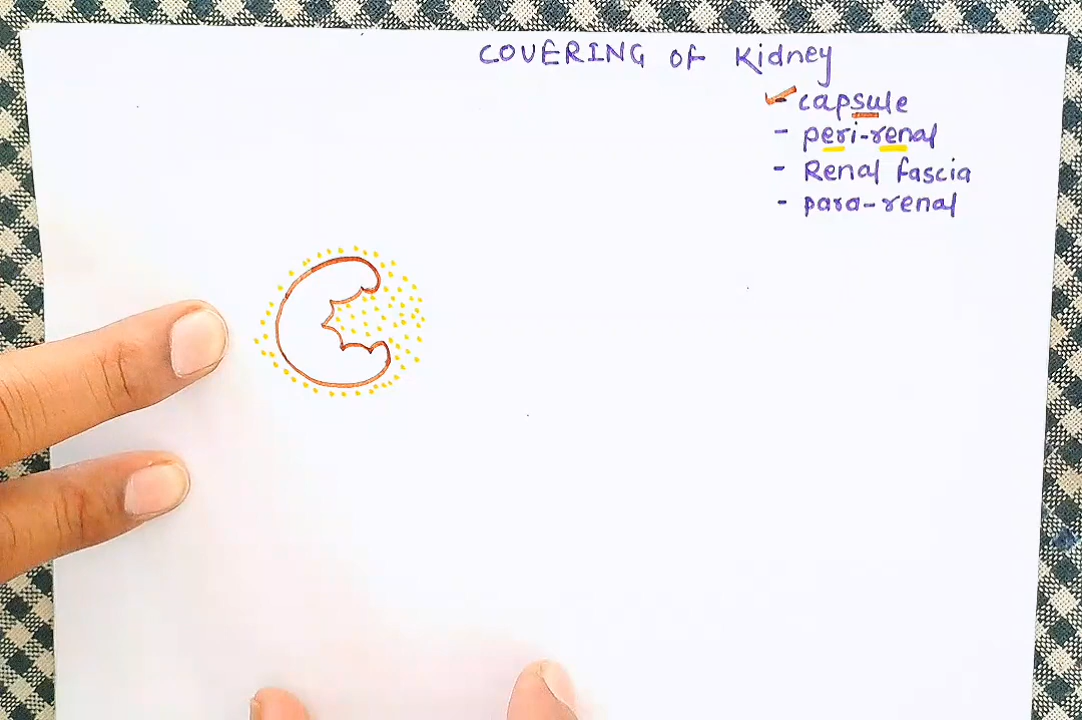 COVERING OF Kidney
- capsule
- peri-renal
- Renal fascia
- para-renal